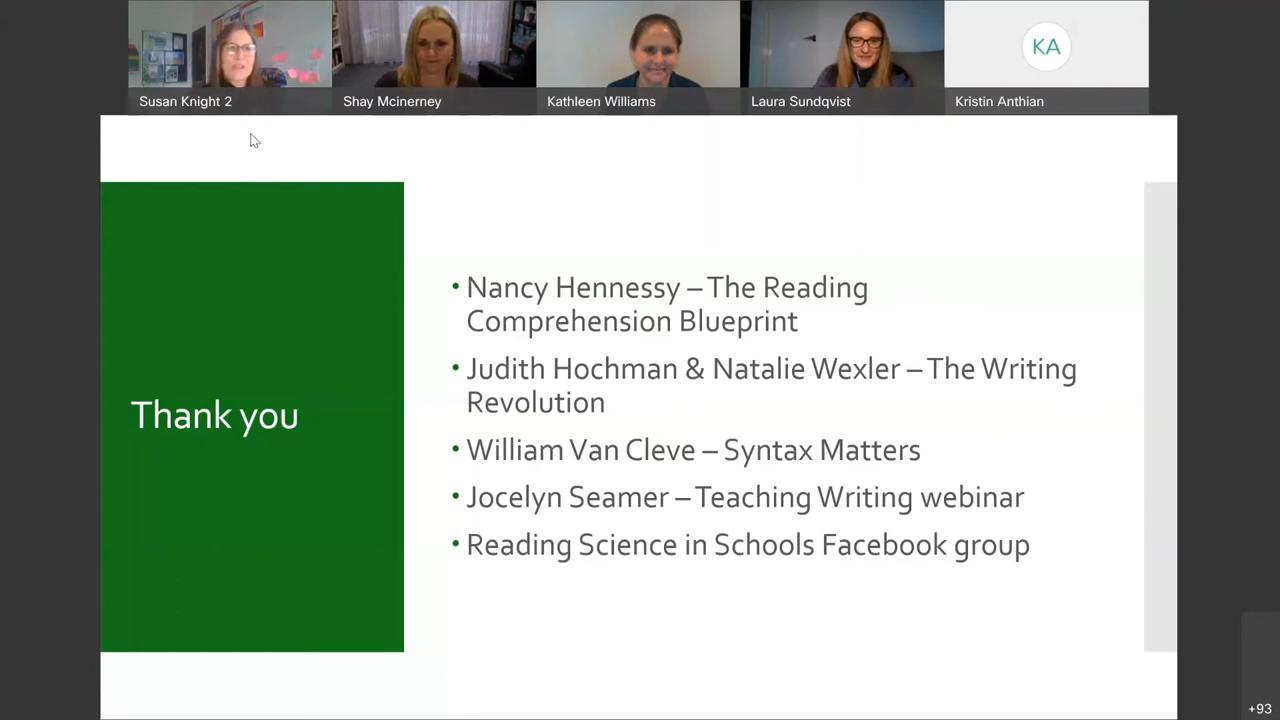 KA
Susan Knight 2
Shay Mcinerney
Kathleen Williams
Laura Sundqvist
Kristin Anthian
Thank you
• Nancy Hennessy – The Reading
Comprehension Blueprint
• Judith Hochman & Natalie Wexler – The Writing
Revolution
• William Van Cleve – Syntax Matters
• Jocelyn Seamer – Teaching Writing webinar
• Reading Science in Schools Facebook group
+93